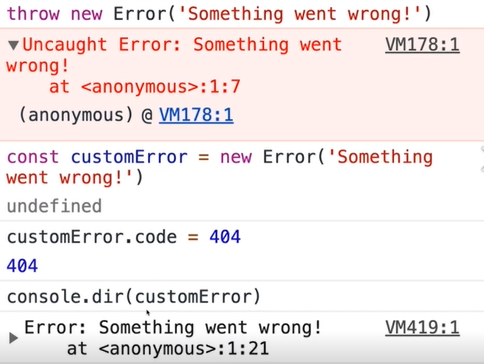 throw new Error('Something went wrong!')
▼Uncaught Error: Something went VM178:1
wrong!
at <anonymous>:1:7
(anonymous) @ VM178:1
const customError = new Error('Something
went wrong!')
undefined
customError.code = 404
404
console.dir(customError)
▶ Error: Something went wrong! VM419:1
at <anonymous>:1:21